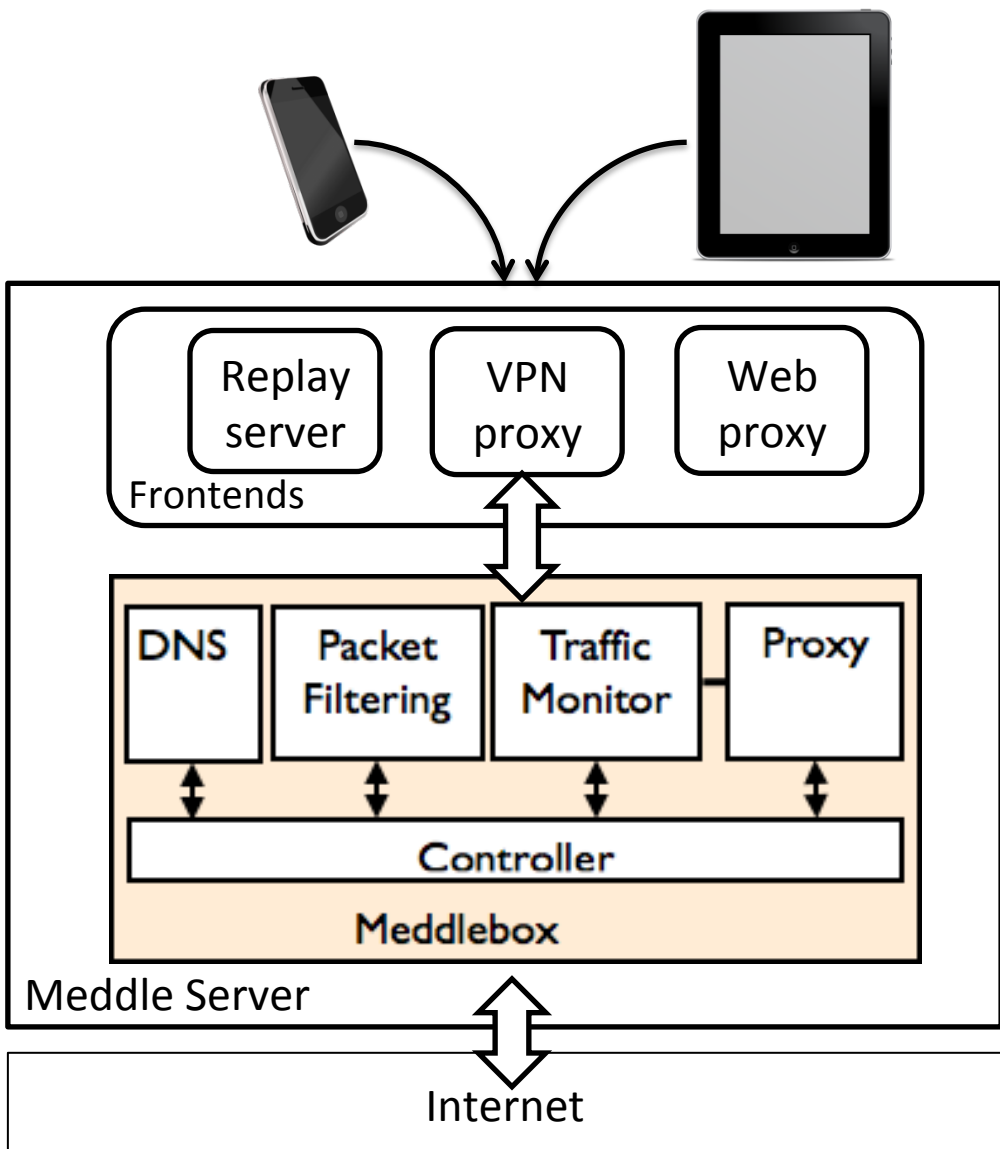 Replay
server
VPN
proxy
Web
proxy
Frontends
DNS
Packet
Filtering
Traffic
Monitor
Proxy
Controller
Meddlebox
Meddle Server
Internet